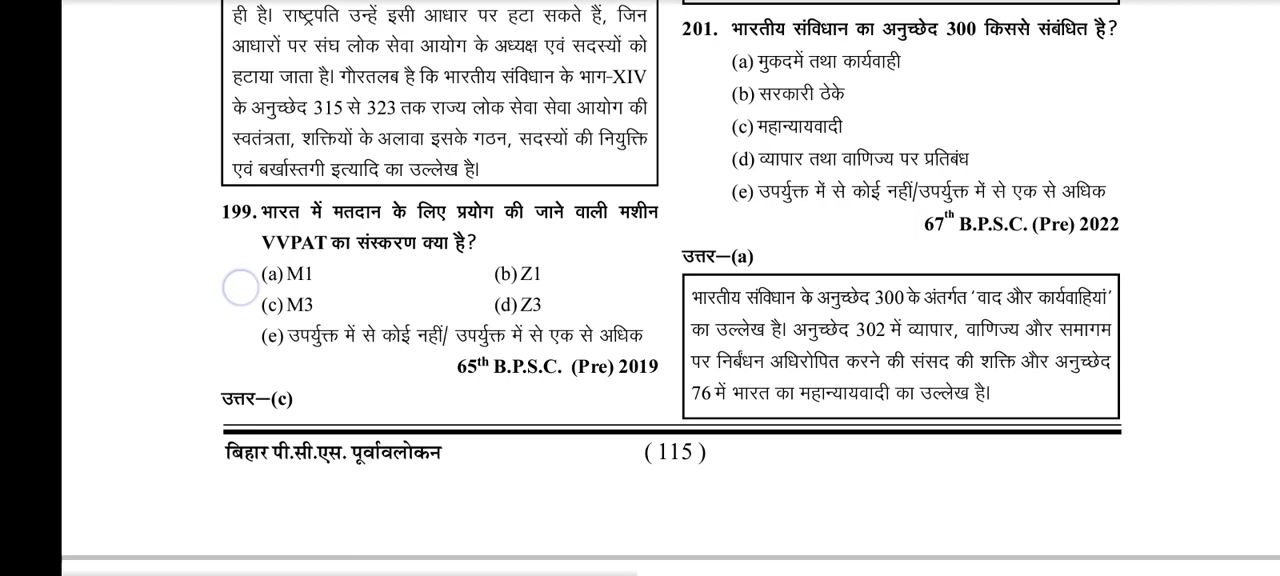 ही है। राष्ट्रपति उन्हें इसी आधार पर हटा सकते हैं, जिन
आधारों पर संघ लोक सेवा आयोग के अध्यक्ष एवं सदस्यों को
हटाया जाता है। गौरतलब है कि भारतीय संविधान के भाग-XIV
के अनुच्छेद 315 से 323 तक राज्य लोक सेवा सेवा आयोग की
स्वतंत्रता, शक्तियों के अलावा इसके गठन, सदस्यों की नियुक्ति
एवं बर्खास्तगी इत्यादि का उल्लेख है।
199. भारत में मतदान के लिए प्रयोग की जाने वाली मशीन
VVPAT का संस्करण क्या है?
(a) M1 (b) Z1
(c) M3 (d) Z3
(e) उपर्युक्त में से कोई नहीं/ उपर्युक्त में से एक से अधिक
65th B.P.S.C. (Pre) 2019
उत्तर—(c)
201. भारतीय संविधान का अनुच्छेद 300 किससे संबंधित है?
(a) मुकदमें तथा कार्यवाही
(b) सरकारी ठेके
(c) महान्यायवादी
(d) व्यापार तथा वाणिज्य पर प्रतिबंध
(e) उपर्युक्त में से कोई नहीं/उपर्युक्त में से एक से अधिक
67th B.P.S.C. (Pre) 2022
उत्तर—(a)
भारतीय संविधान के अनुच्छेद 300 के अंतर्गत ‘वाद और कार्यवाहियां’
का उल्लेख है। अनुच्छेद 302 में व्यापार, वाणिज्य और समागम
पर निर्बंधन अधिरोपित करने की संसद की शक्ति और अनुच्छेद
76 में भारत का महान्यायवादी का उल्लेख है।
बिहार पी.सी.एस. पूर्वावलोकन
( 115 )